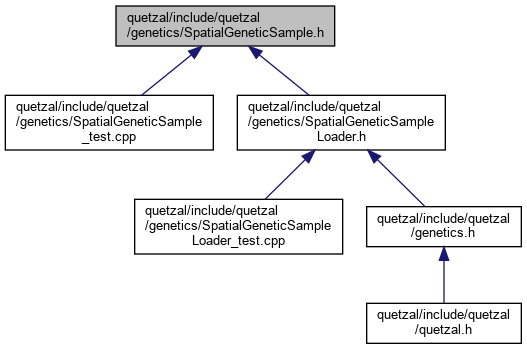 quetzal/include/quetzal
/genetics/SpatialGeneticSample.h
quetzal/include/quetzal
/genetics/SpatialGeneticSample
_test.cpp
quetzal/include/quetzal
/genetics/SpatialGeneticSample
Loader.h
quetzal/include/quetzal
/genetics/SpatialGeneticSample
Loader_test.cpp
quetzal/include/quetzal
/genetics.h
quetzal/include/quetzal
/quetzal.h